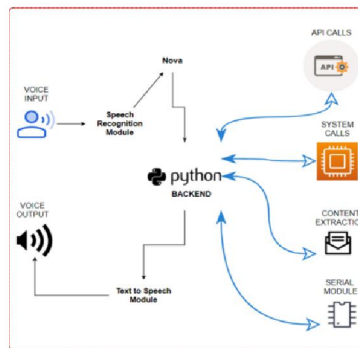 API CALLS
Nova
API
VOICE
INPUT
Speech
Recognition
Module
SYSTEM
CALLS
python
BACKEND
VOICE
OUTPUT
CONTENT
EXTRACTION
Text to Speech
Module
SERIAL
MODULE